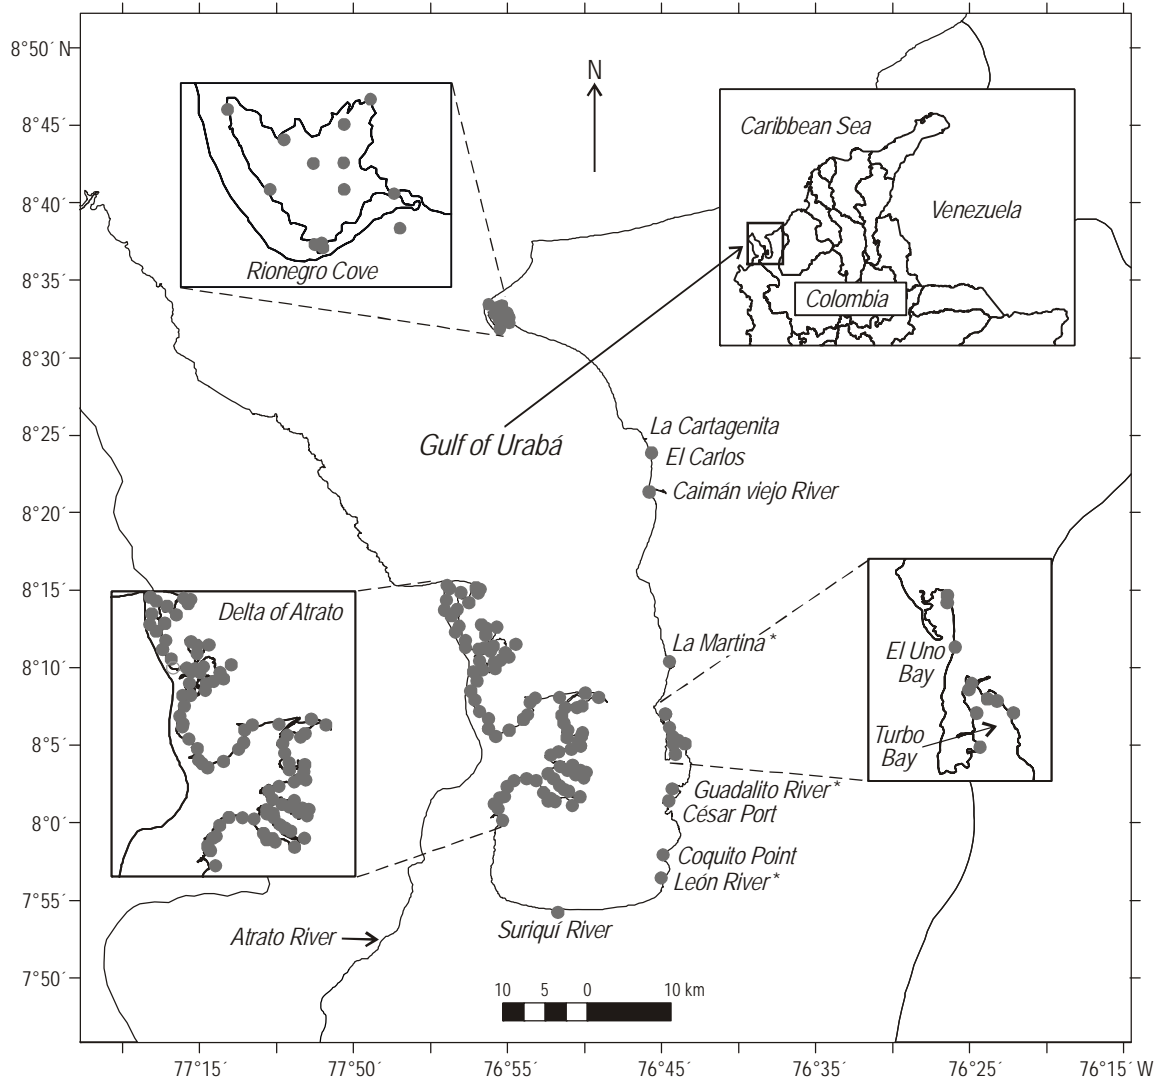 8°50´ N
8°45´
8°40´
8°35´
8°30´
8°25´
8°20´
8°15´
8°10´
8°5´
8°0´
7°55´
7°50´
N
Rionegro Cove
Caribbean Sea
Venezuela
Colombia
Gulf of Urabá
La Cartagenita
El Carlos
Caimán viejo River
Delta of Atrato
La Martina*
El Uno
Bay
Turbo
Bay
Guadalito River*
César Port
Coquito Point
León River*
Suriquí River
Atrato River
10 5 0 10 km
77°15´ 77°50´ 76°55´ 76°45´ 76°35´ 76°25´ 76°15´ W